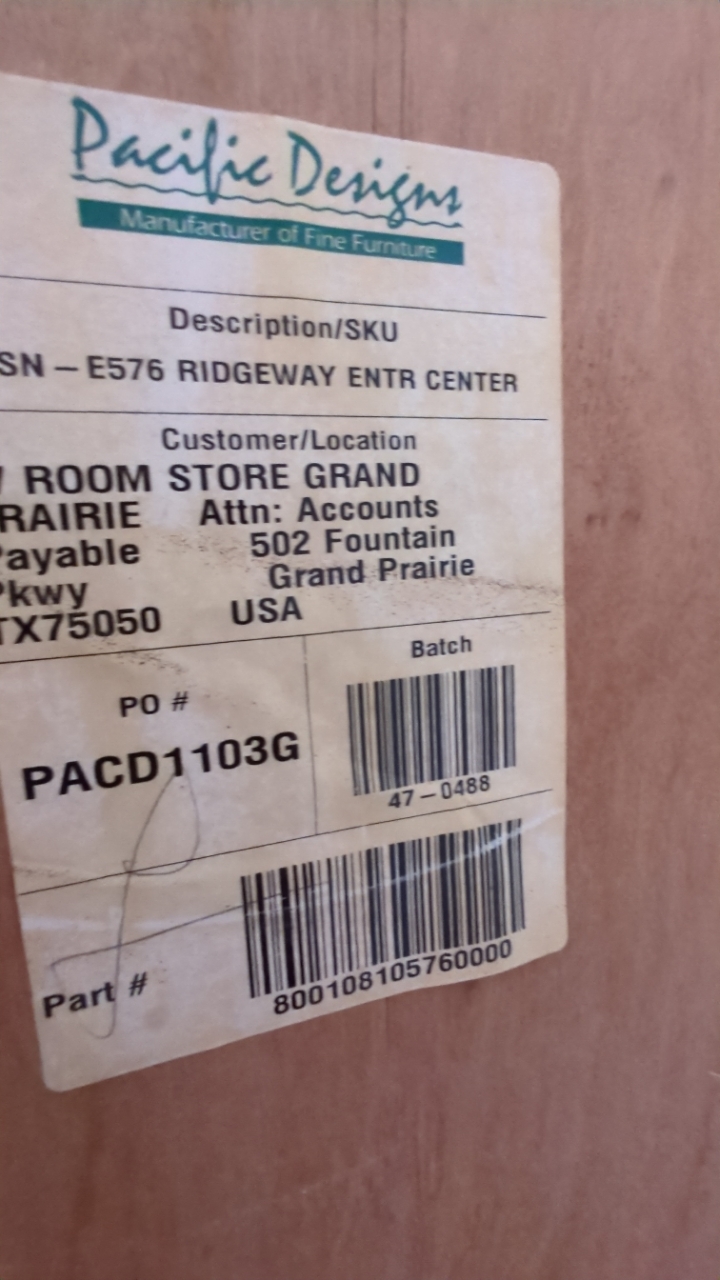 Pacific Designs
Manufacturer of Fine Furniture
Description/SKU
SN – E576 RIDGEWAY ENTR CENTER
Customer/Location
ROOM STORE GRAND
RAIRIE Attn: Accounts
ayable 502 Fountain
kwy Grand Prairie
TX75050 USA
Batch
PO #
PACD1103G
47 – 0488
Part #
800108105760000